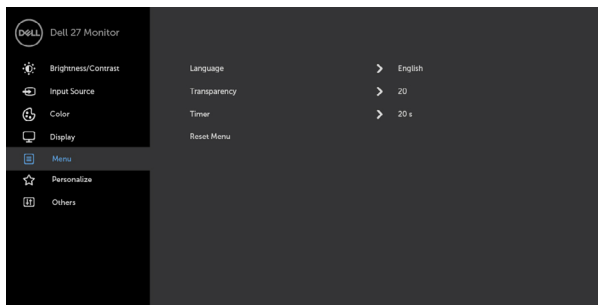 DELL Dell 27 Monitor
Brightness/Contrast
Input Source
Color
Display
Menu
Personalize
Others
Language English
Transparency 20
Timer 20 s
Reset Menu